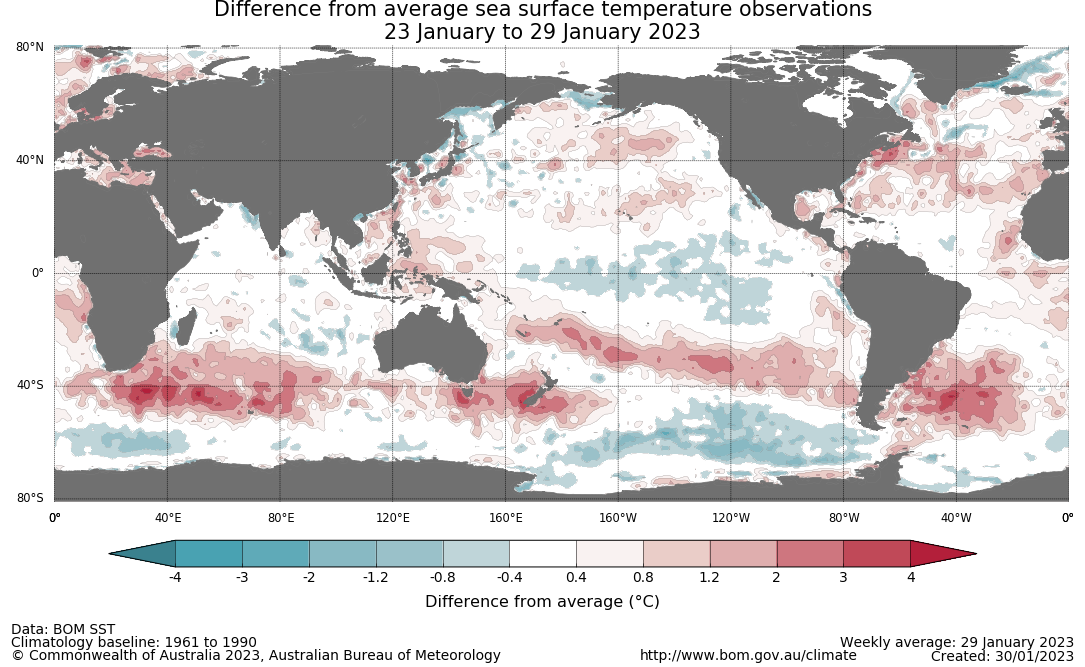 Difference from average sea surface temperature observations
23 January to 29 January 2023
80°N
40°N
0°
40°S
80°S
0° 40°E 80°E 120°E 160°E 160°W 120°W 80°W 40°W 0°
-4 -3 -2 -1.2 -0.8 -0.4 0.4 0.8 1.2 2 3 4
Difference from average (°C)
Data: BOM SST
Climatology baseline: 1961 to 1990
© Commonwealth of Australia 2023, Australian Bureau of Meteorology
http://www.bom.gov.au/climate
Weekly average: 29 January 2023
Created: 30/01/2023